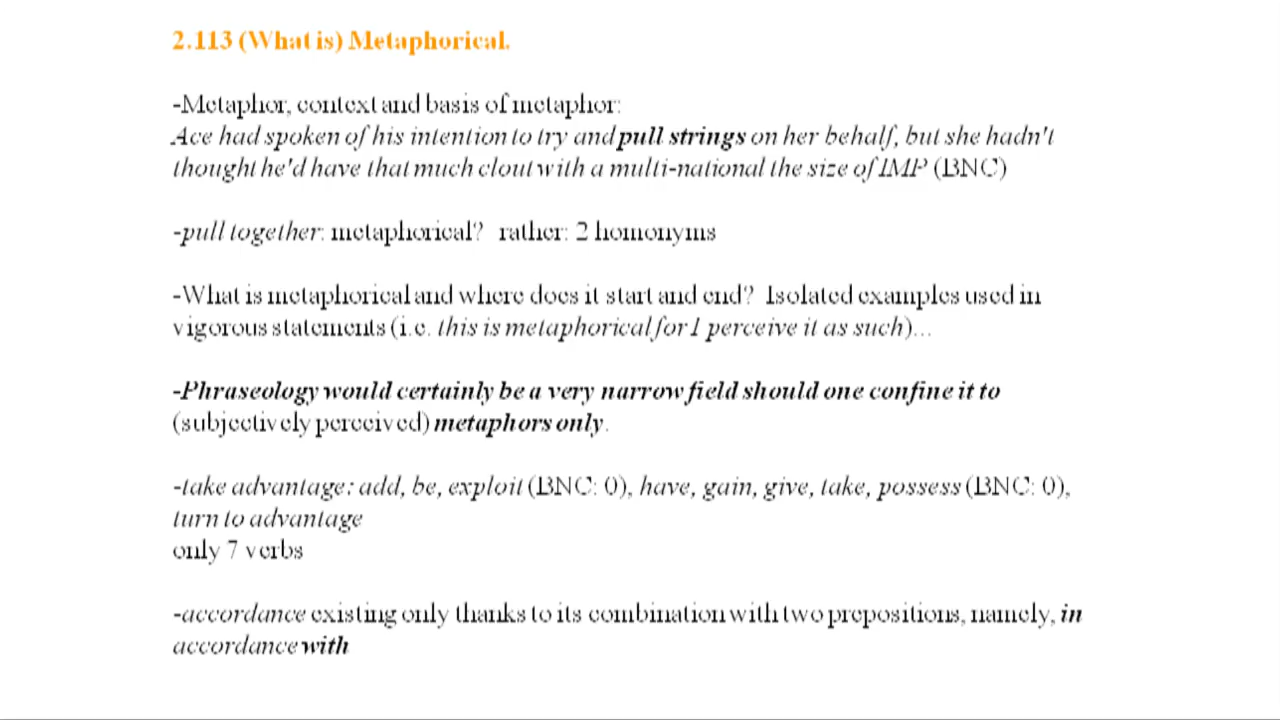 2.113 (What is) Metaphorical.
-Metaphor, context and basis of metaphor:
Ace had spoken of his intention to try and pull strings on her behalf, but she hadn't
thought he'd have that much clout with a multi-national the size of IMP (BNC)
-pull together: metaphorical? rather: 2 homonyms
-What is metaphorical and where does it start and end? Isolated examples used in
vigorous statements (i.e. this is metaphorical for I perceive it as such)...
-Phraseology would certainly be a very narrow field should one confine it to
(subjectively perceived) metaphors only.
-take advantage: add, be, exploit (BNC: 0), have, gain, give, take, possess (BNC: 0),
turn to advantage
only 7 verbs
-accordance existing only thanks to its combination with two prepositions, namely, in
accordance with